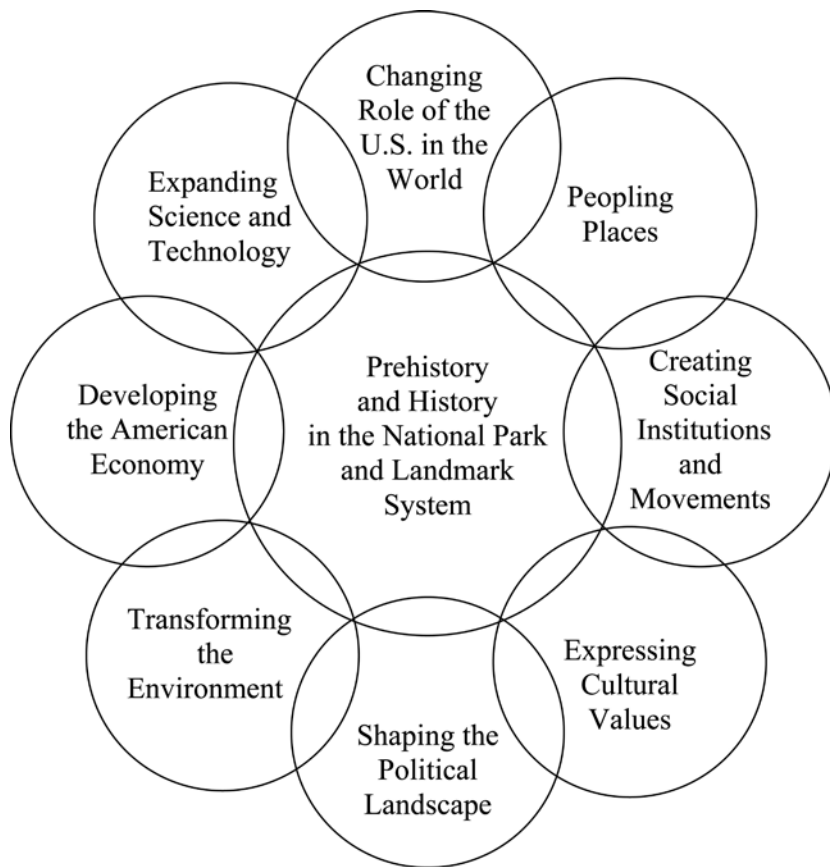 Changing
Role of the
U.S. in the
World
Peopling
Places
Creating
Social
Institutions
and
Movements
Expressing
Cultural
Values
Shaping the
Political
Landscape
Transforming
the
Environment
Developing
the American
Economy
Expanding
Science and
Technology
Prehistory
and History
in the National Park
and Landmark
System